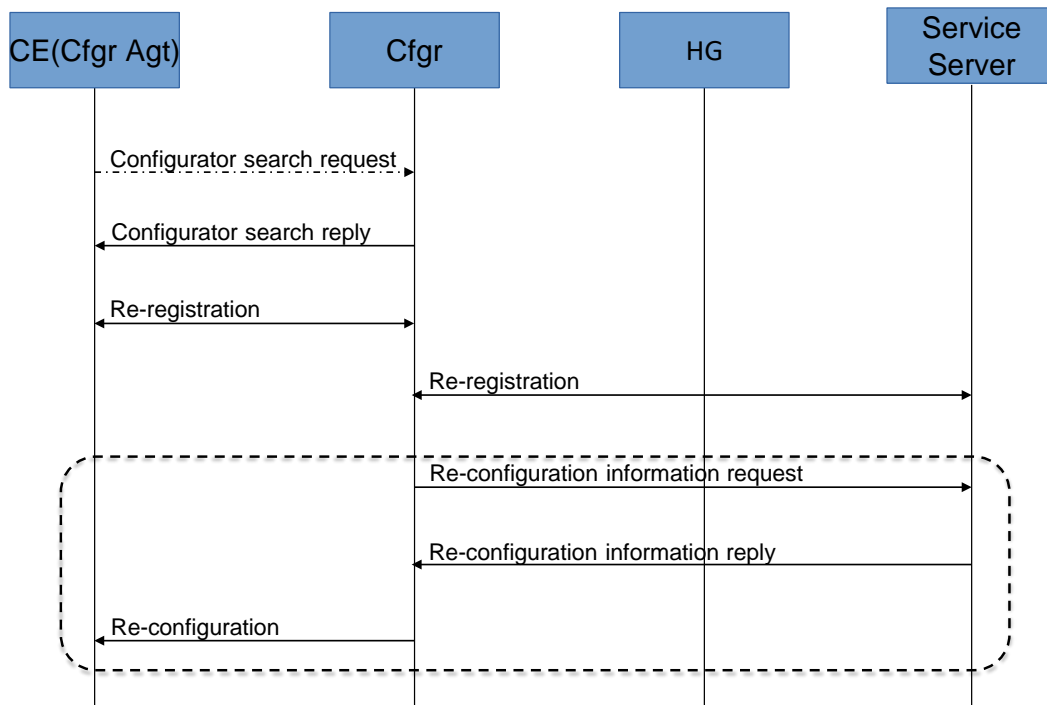 CE(Cfgr Agt)
Cfgr
HG
Service
Server
Configurator search request
Configurator search reply
Re-registration
Re-registration
Re-configuration information request
Re-configuration information reply
Re-configuration